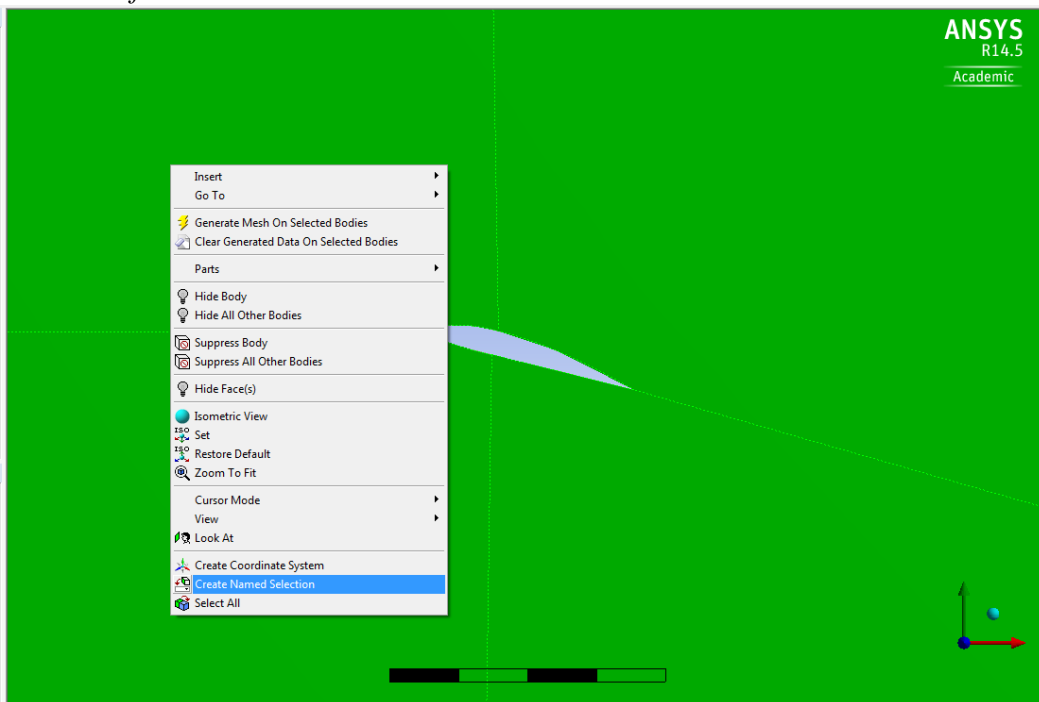 ANSYS
R14.5
Academic
Insert
Go To
Generate Mesh On Selected Bodies
Clear Generated Data On Selected Bodies
Parts
Hide Body
Hide All Other Bodies
Suppress Body
Suppress All Other Bodies
Hide Face(s)
Isometric View
ISO Set
ISO Restore Default
Zoom To Fit
Cursor Mode
View
Look At
Create Coordinate System
Create Named Selection
Select All